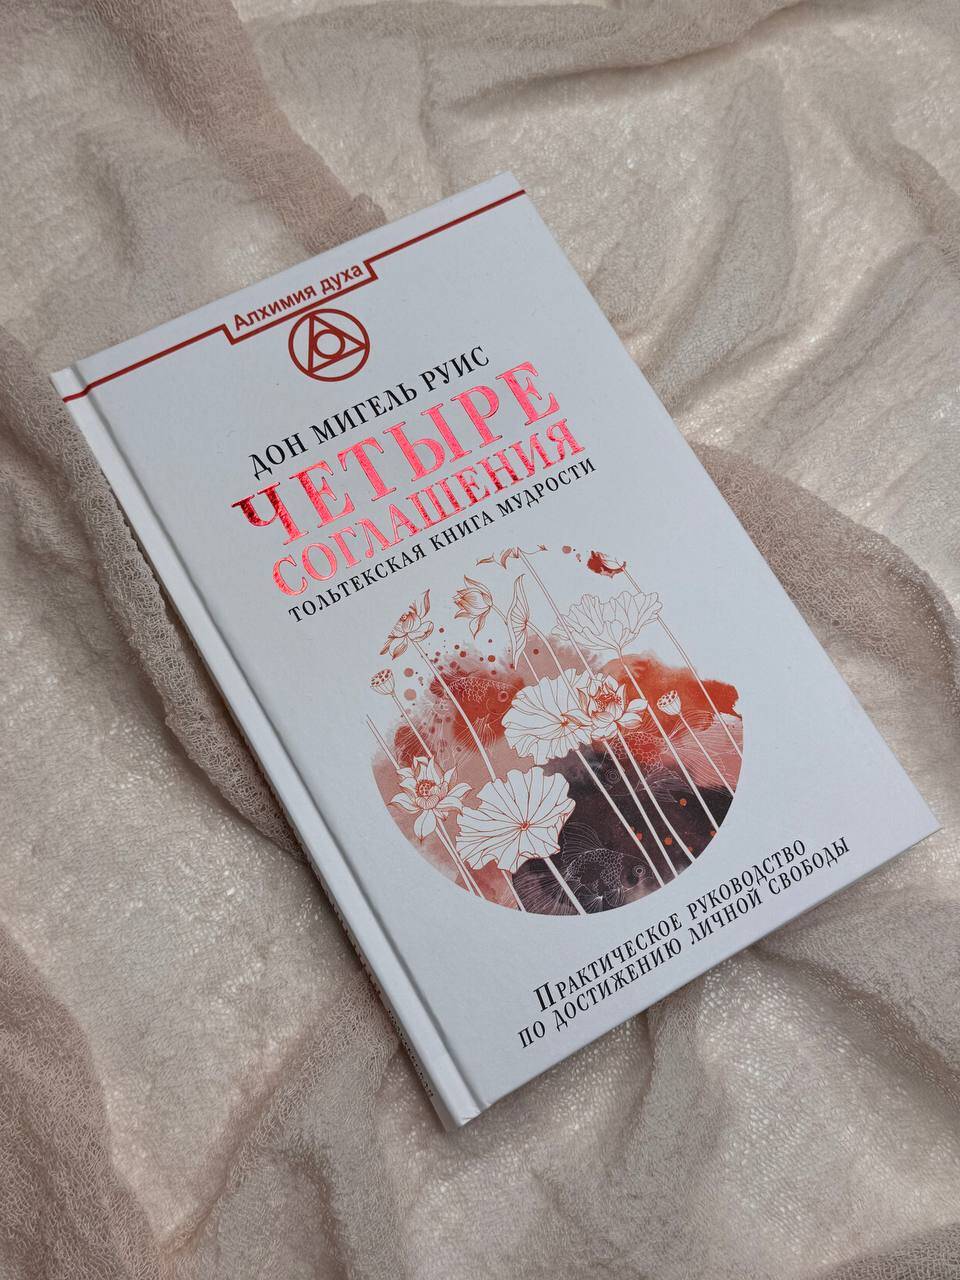 Алхимия духа
ДОН МИГЕЛЬ РУИС
ЧЕТЫРЕ
СОГЛАШЕНИЯ
ТОЛЬТЕКСКАЯ КНИГА МУДРОСТИ
ПРАКТИЧЕСКОЕ РУКОВОДСТВО
ПО ДОСТИЖЕНИЮ ЛИЧНОЙ СВОБОДЫ